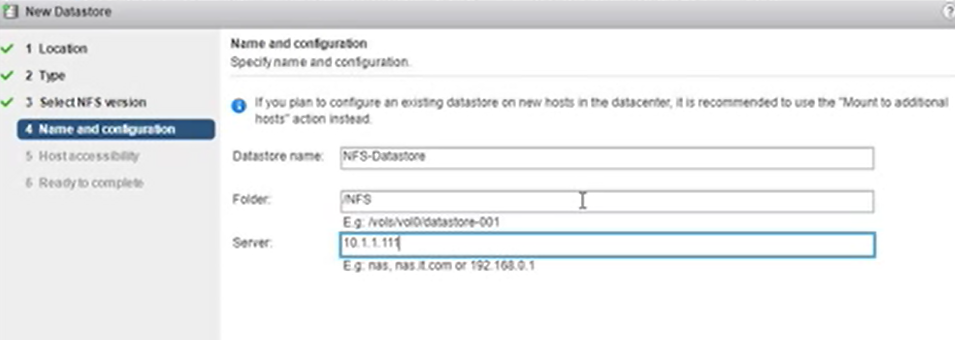 New Datastore
?
1 Location
2 Type
3 Select NFS version
4 Name and configuration
5 Host accessibility
6 Ready to complete
Name and configuration
Specify name and configuration.
If you plan to configure an existing datastore on new hosts in the datacenter, it is recommended to use the "Mount to additional
hosts" action instead.
Datastore name: NFS-Datastore
Folder: /NFS
E.g: /vols/vol0/datastore-001
Server: 10.1.1.111
E.g: nas, nas.it.com or 192.168.0.1